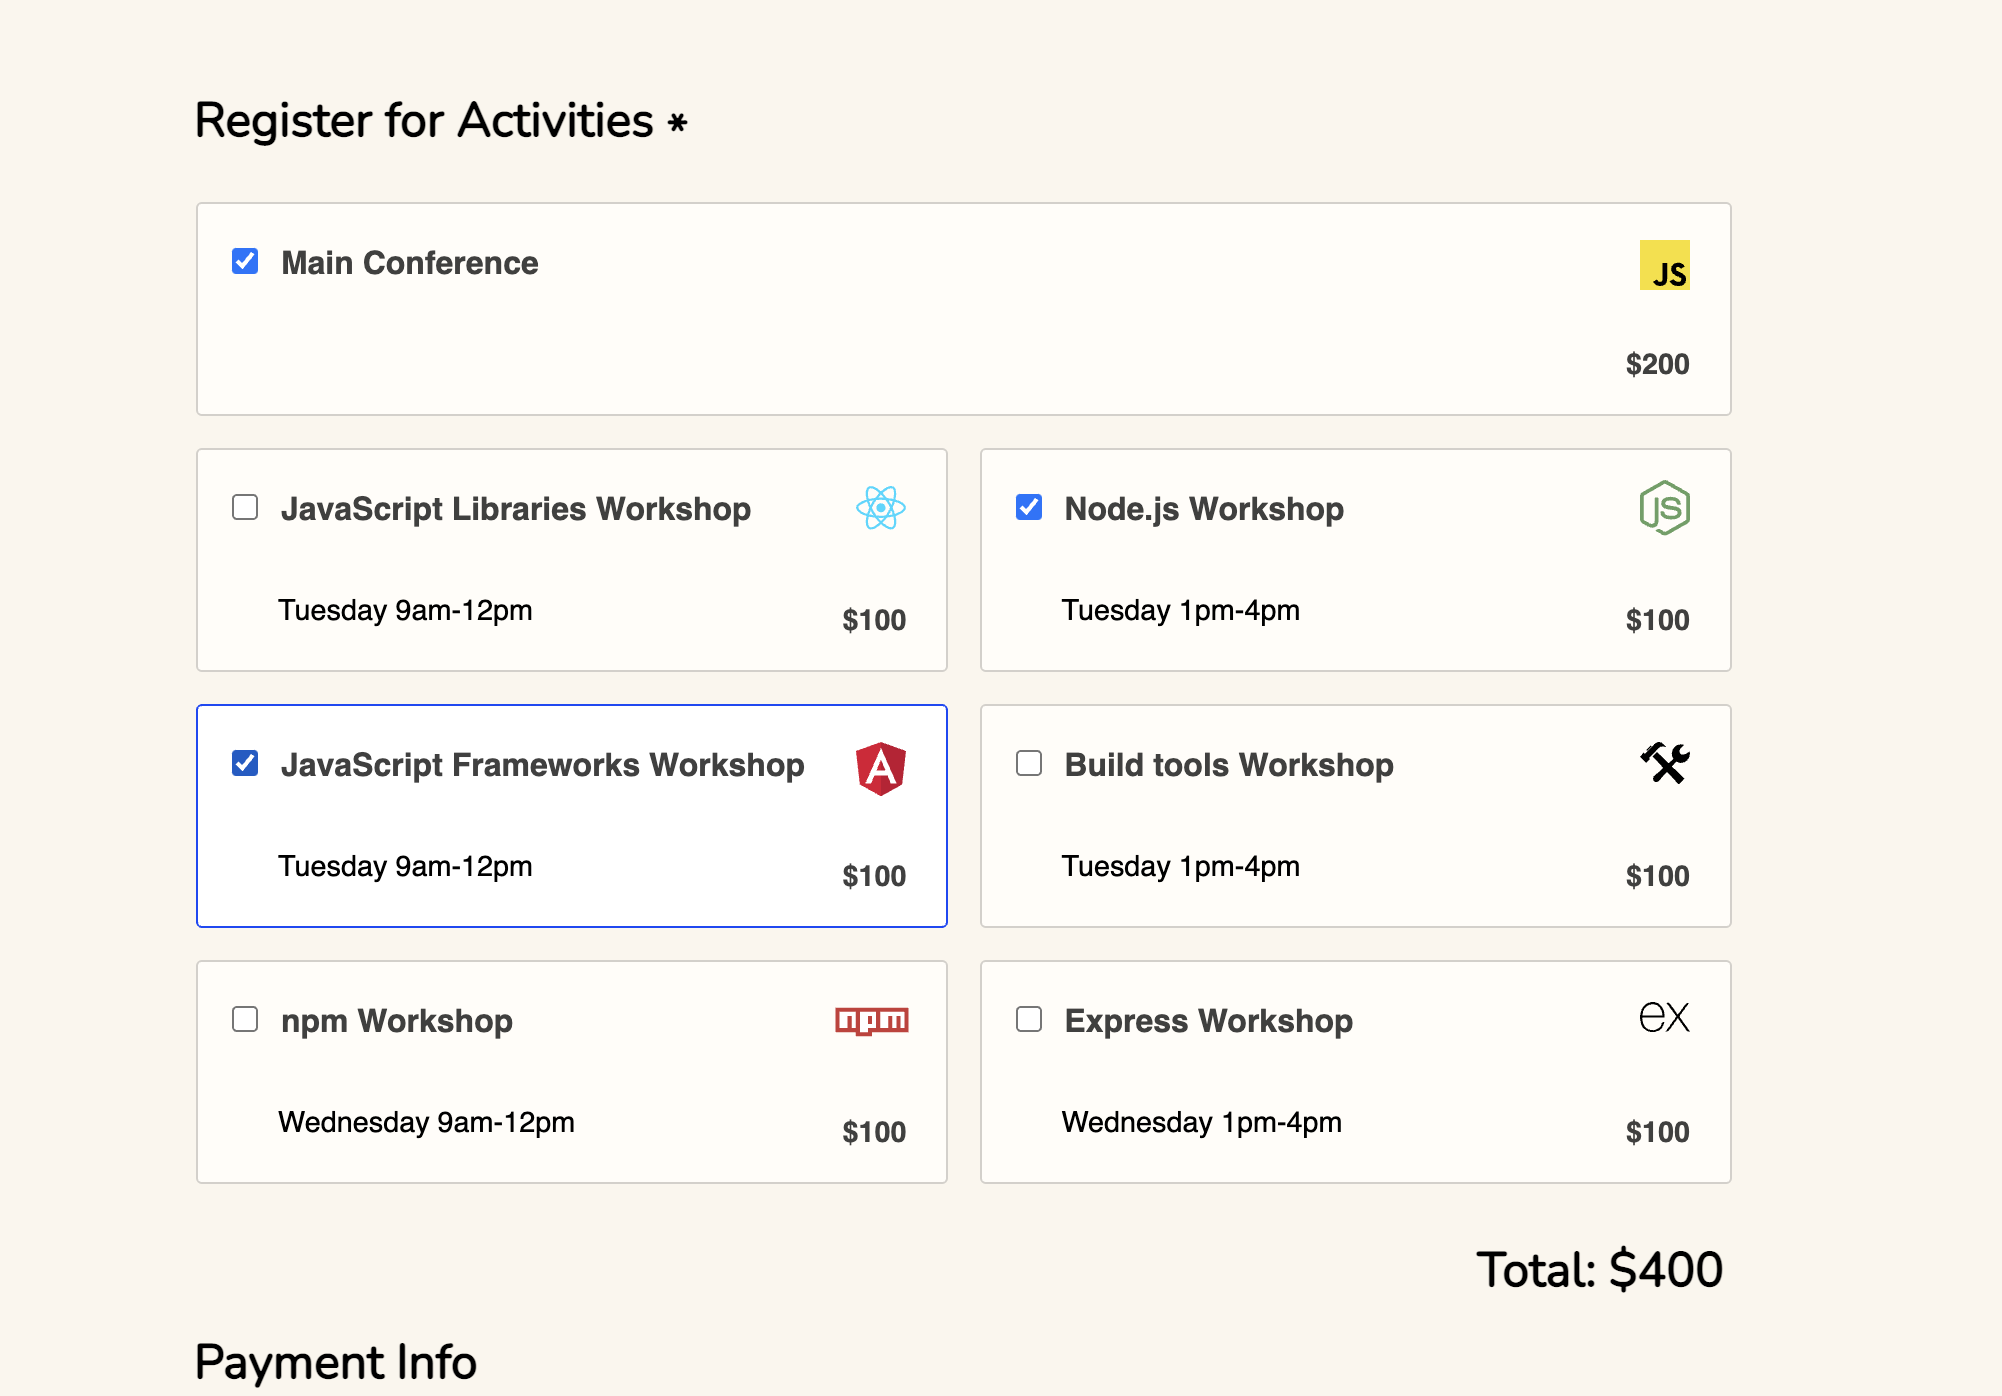 Register for Activities *
Main Conference
JS
$200
JavaScript Libraries Workshop
Tuesday 9am-12pm
$100
Node.js Workshop
JS
Tuesday 1pm-4pm
$100
JavaScript Frameworks Workshop
A
Tuesday 9am-12pm
$100
Build tools Workshop
Tuesday 1pm-4pm
$100
npm Workshop
npm
Wednesday 9am-12pm
$100
Express Workshop
ex
Wednesday 1pm-4pm
$100
Total: $400
Payment Info